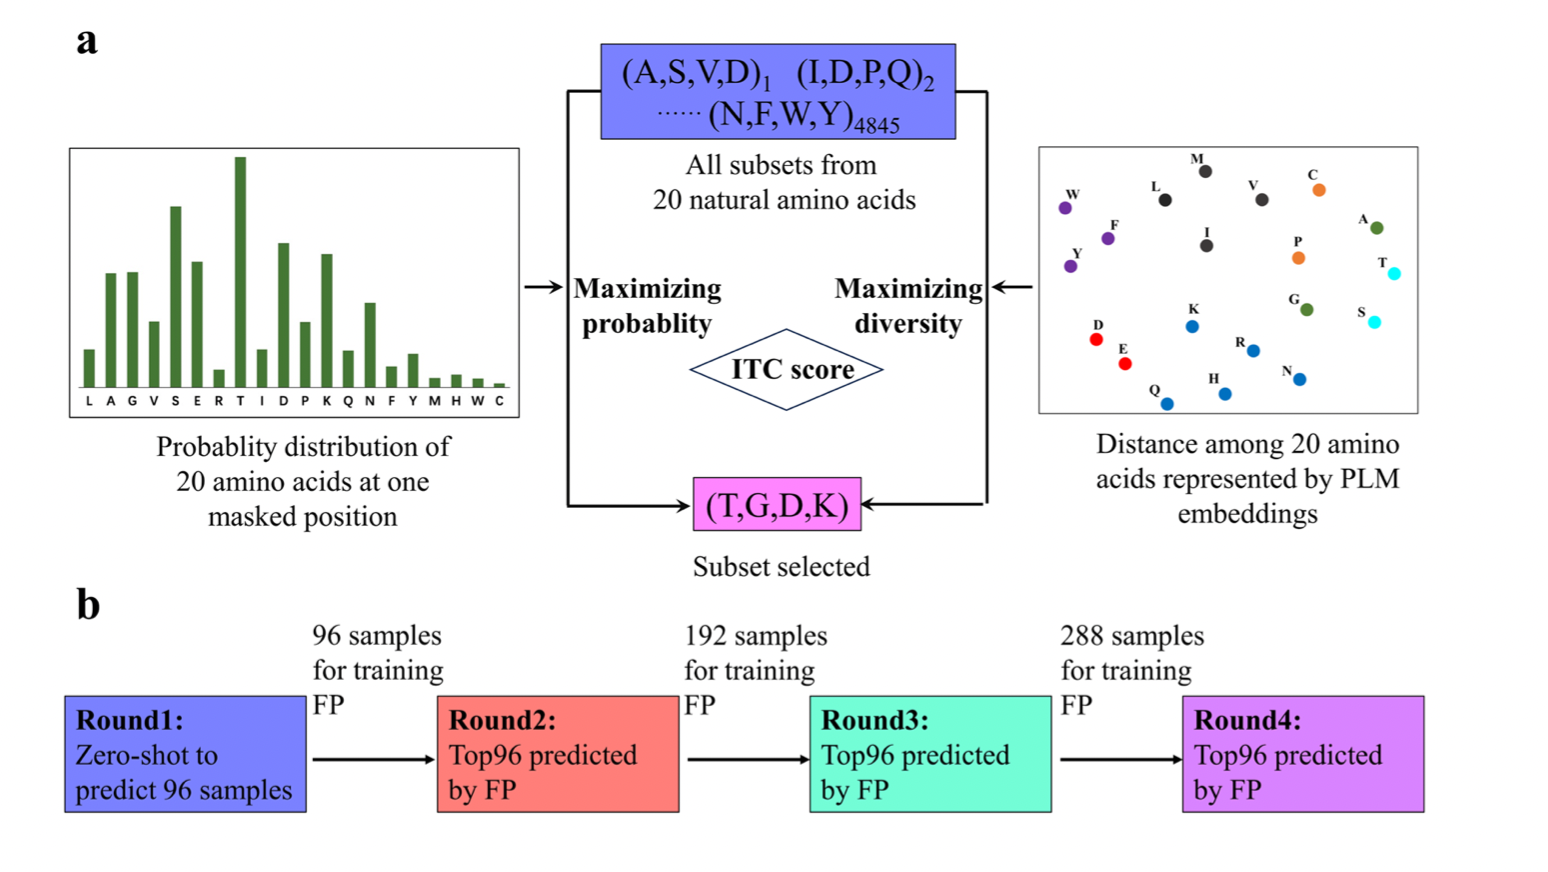 a
(A,S,V,D)1 (I,D,P,Q)2
······ (N,F,W,Y)4845
All subsets from
20 natural amino acids
L A G V S E R T I D P K Q N F Y M H W C
Probablity distribution of
20 amino acids at one
masked position
Maximizing
probablity
Maximizing
diversity
ITC score
(T,G,D,K)
Subset selected
M
C
L
V
W
A
F
I
P
Y
T
G
K
S
D
R
E
N
H
Q
Distance among 20 amino
acids represented by PLM
embeddings
b
Round1:
Zero-shot to
predict 96 samples
96 samples
for training
FP
Round2:
Top96 predicted
by FP
192 samples
for training
FP
Round3:
Top96 predicted
by FP
288 samples
for training
FP
Round4:
Top96 predicted
by FP